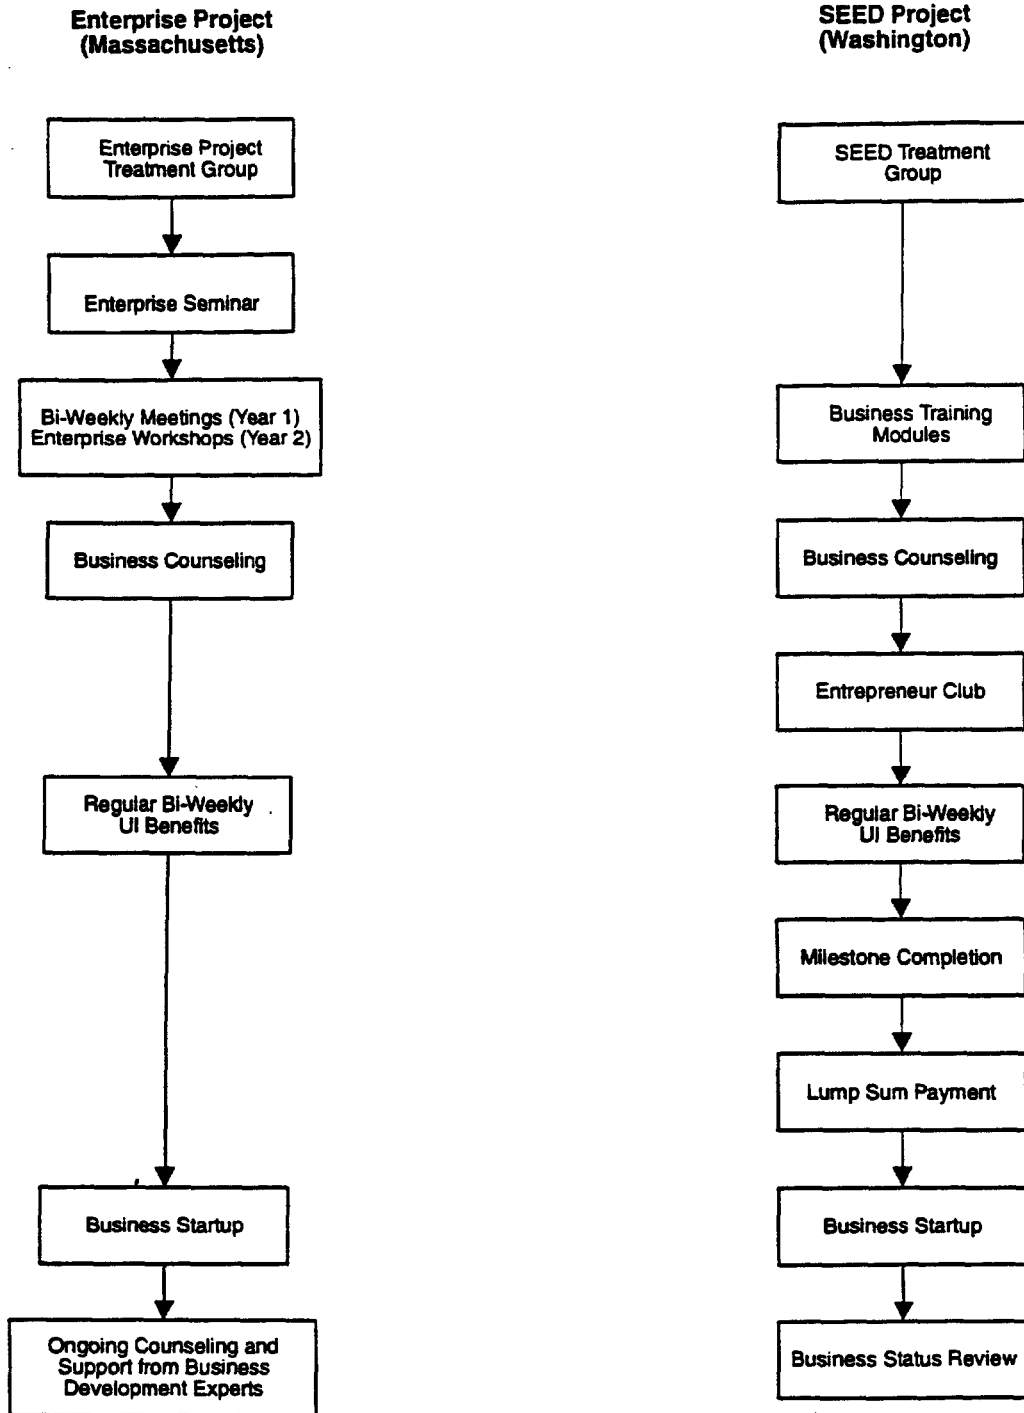 Enterprise Project
(Massachusetts)
Enterprise Project
Treatment Group
Enterprise Seminar
Bi-Weekly Meetings (Year 1)
Enterprise Workshops (Year 2)
Business Counseling
Regular Bi-Weekly
UI Benefits
Business Startup
Ongoing Counseling and
Support from Business
Development Experts
SEED Project
(Washington)
SEED Treatment
Group
Business Training
Modules
Business Counseling
Entrepreneur Club
Regular Bi-Weekly
UI Benefits
Milestone Completion
Lump Sum Payment
Business Startup
Business Status Review